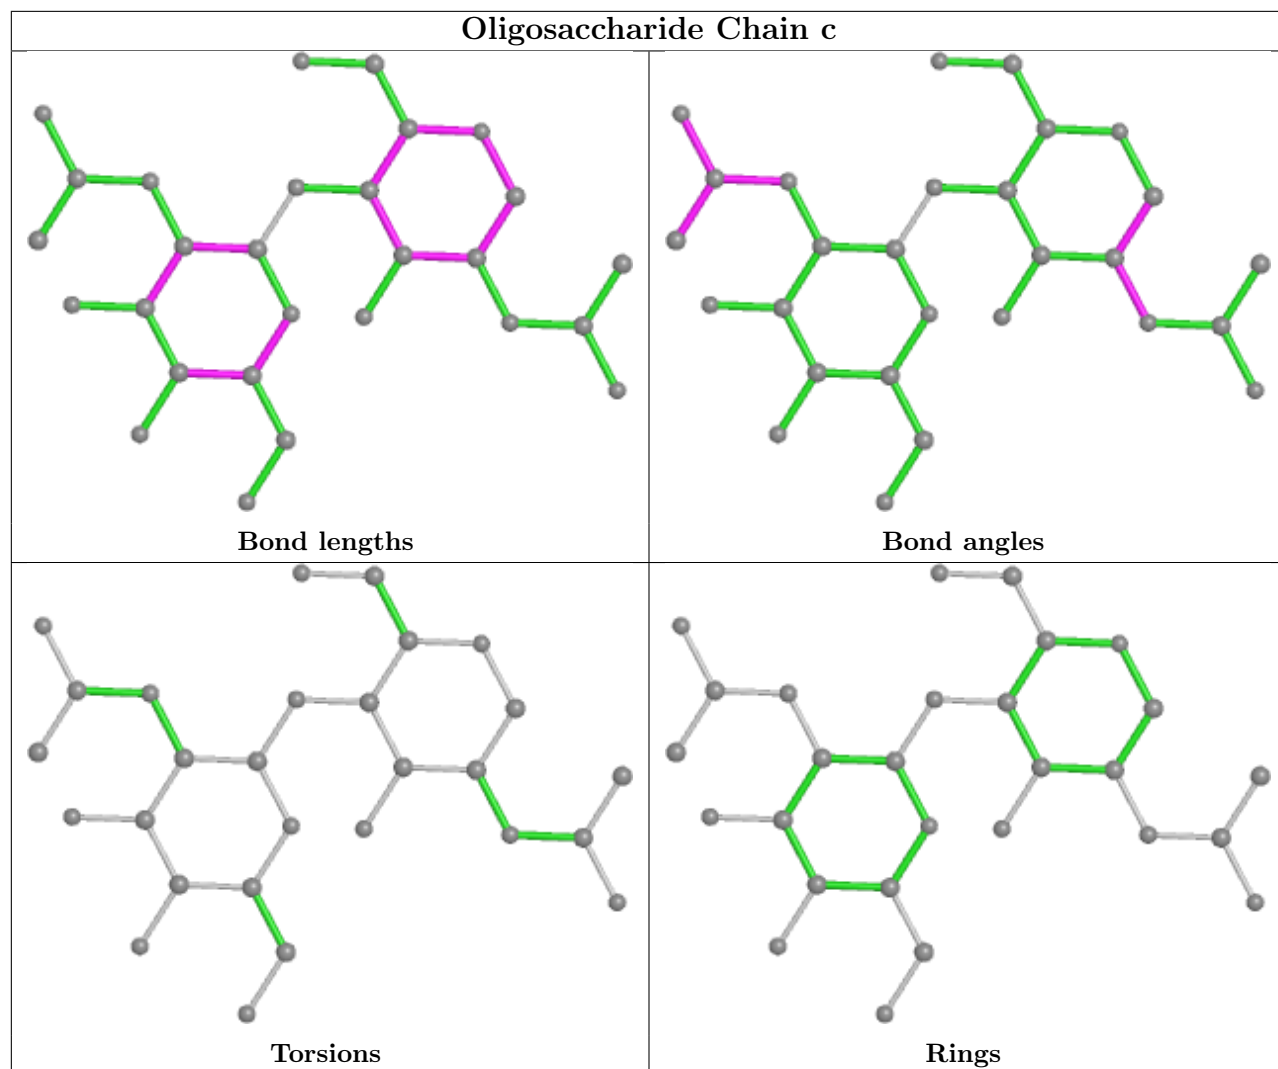 Oligosaccharide Chain c
Bond lengths
Bond angles
Torsions
Rings